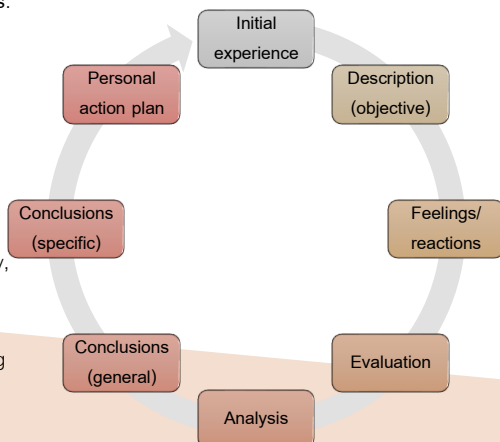 s.
Initial
experience
Description
(objective)
Feelings/
reactions
Evaluation
Analysis
Conclusions
(general)
Conclusions
(specific)
Personal
action plan
y,
g